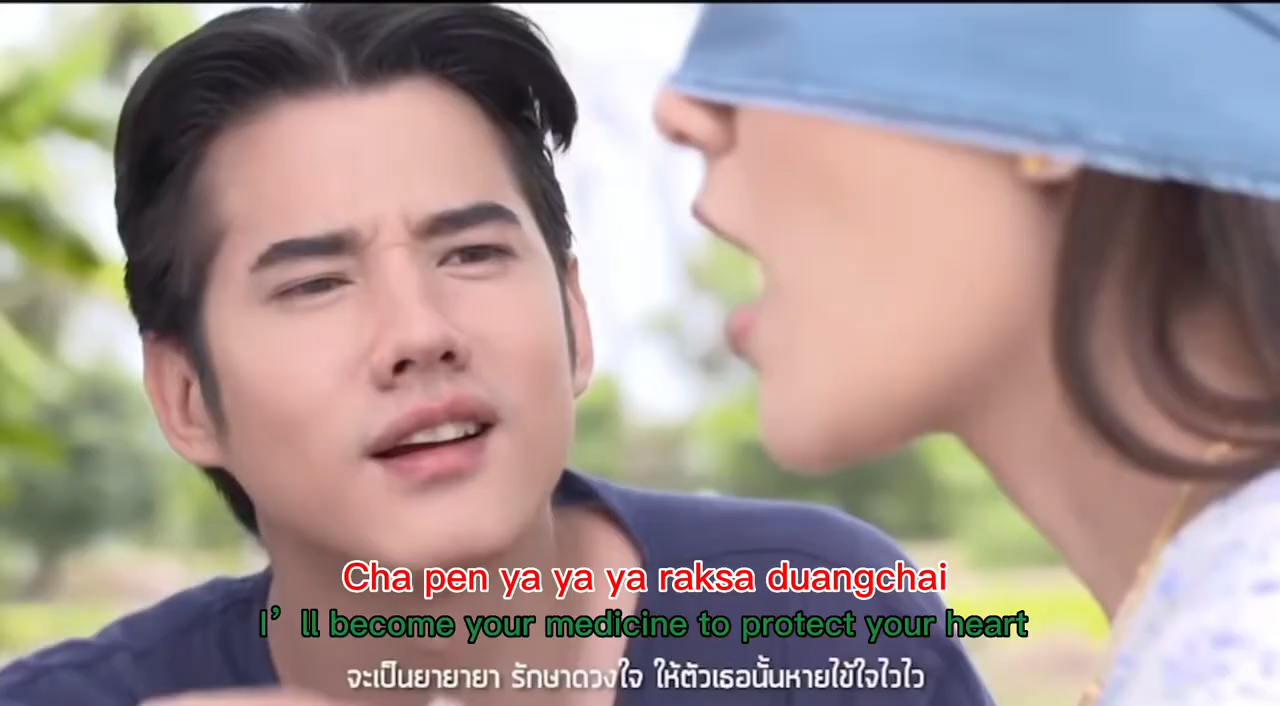 Cha pen ya ya ya raksa duangchai
I’ll become your medicine to protect your heart
จะเป็นยายายา รักษาดวงใจ ให้ตัวเธอนั้นหายไข้ใจไวไว